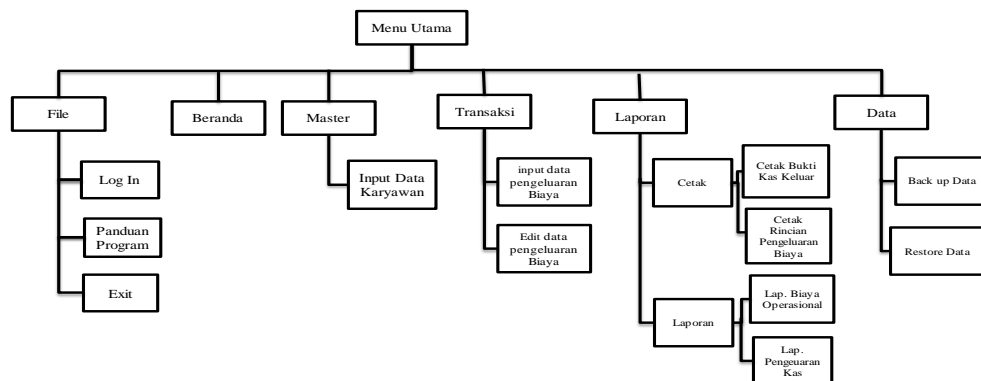 Menu Utama
File
Beranda
Master
Transaksi
Laporan
Data
Log In
Panduan
Program
Exit
Input Data
Karyawan
input data
pengeluaran
Biaya
Edit data
pengeluaran
Biaya
Cetak
Cetak Bukti
Kas Keluar
Cetak
Rincian
Pengeluaran
Biaya
Laporan
Lap. Biaya
Operasional
Lap.
Pengeuaran
Kas
Back up Data
Restore Data